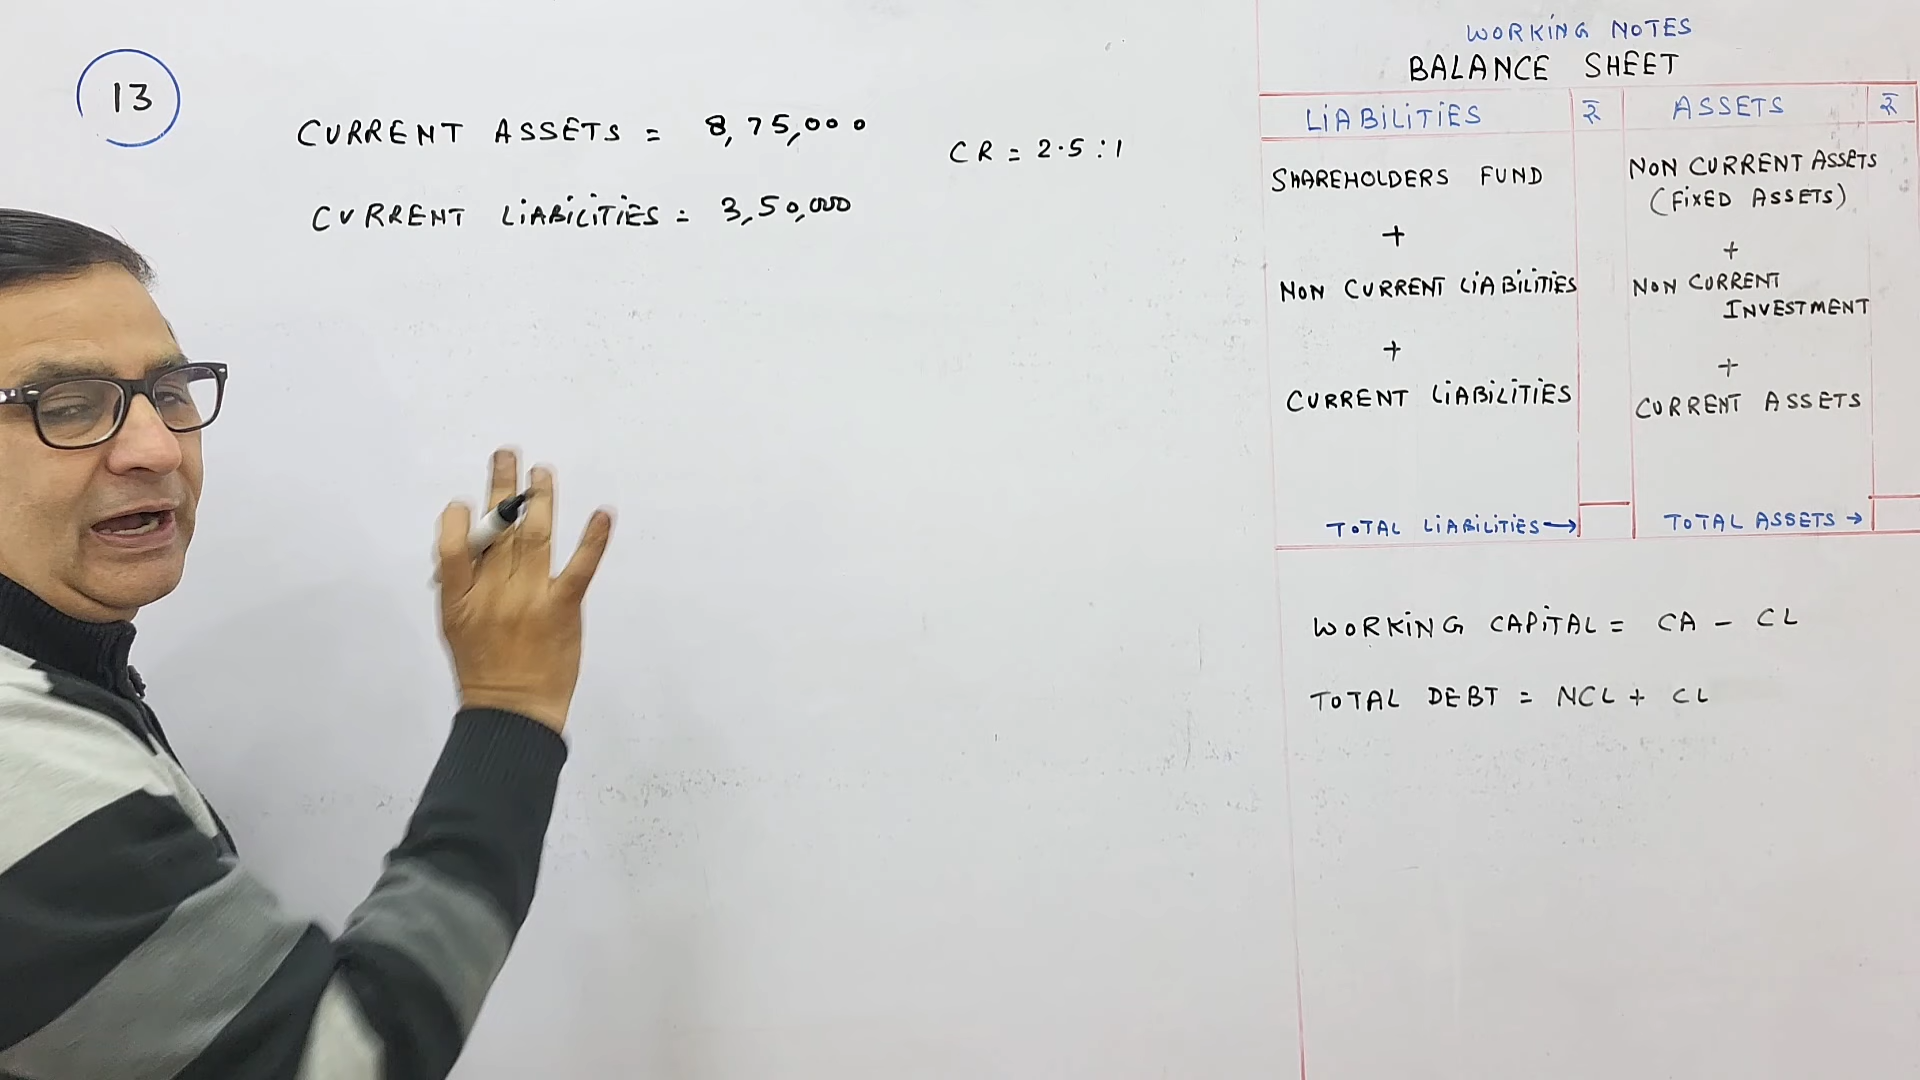 13
CURRENT ASSETS = 8,75,000
CR = 2.5 : 1
CURRENT LIABILITIES = 3,50,000
WORKING NOTES
BALANCE SHEET
LIABILITIES ₹ ASSETS ₹
SHAREHOLDERS FUND
+
NON CURRENT LIABILITIES
+
CURRENT LIABILITIES
TOTAL LIABILITIES →
NON CURRENT ASSETS
(FIXED ASSETS)
+
NON CURRENT
INVESTMENT
+
CURRENT ASSETS
TOTAL ASSETS →
WORKING CAPITAL = CA - CL
TOTAL DEBT = NCL + CL